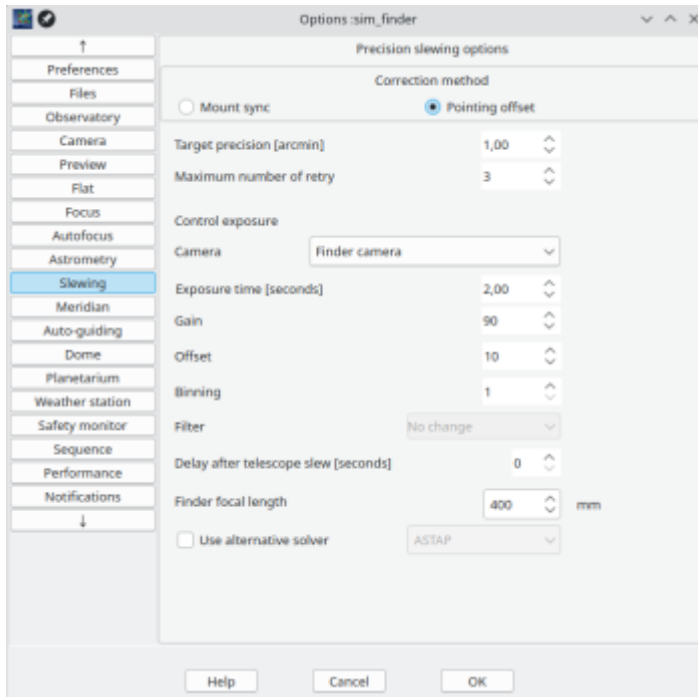 Options :sim_finder
↑
Preferences
Files
Observatory
Camera
Preview
Flat
Focus
Autofocus
Astrometry
Slewing
Meridian
Auto-guiding
Dome
Planetarium
Weather station
Safety monitor
Sequence
Performance
Notifications
↓
Precision slewing options
Correction method
Mount sync Pointing offset
Target precision [arcmin] 1,00
Maximum number of retry 3
Control exposure
Camera Finder camera
Exposure time [seconds] 2,00
Gain 90
Offset 10
Binning 1
Filter No change
Delay after telescope slew [seconds] 0
Finder focal length 400 mm
Use alternative solver ASTAP
Help Cancel OK